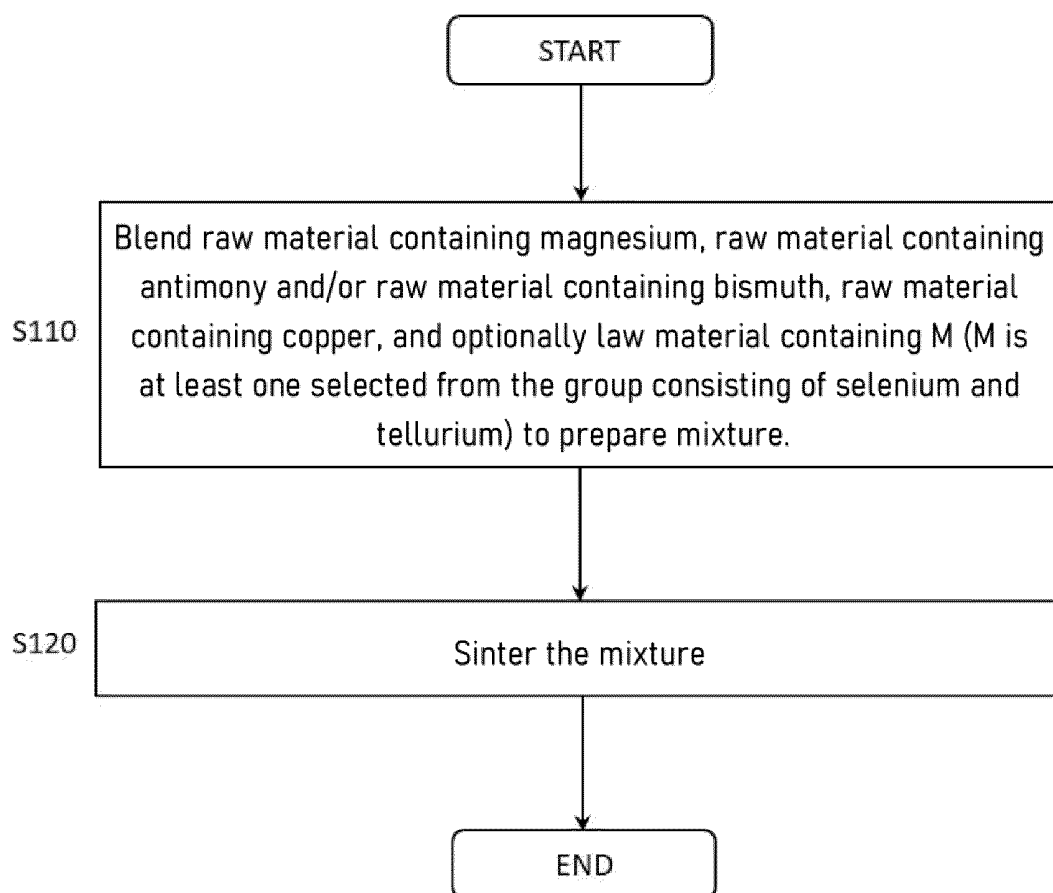 START
S110
Blend raw material containing magnesium, raw material containing
antimony and/or raw material containing bismuth, raw material
containing copper, and optionally law material containing M (M is
at least one selected from the group consisting of selenium and
tellurium) to prepare mixture.
S120
Sinter the mixture
END